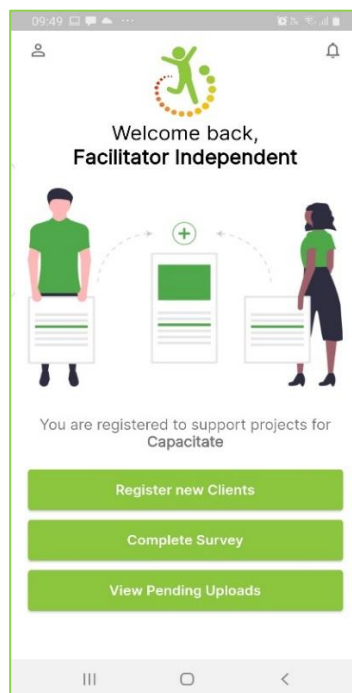 09:49
Welcome back,
Facilitator Independent
You are registered to support projects for
Capacitate
Register new Clients
Complete Survey
View Pending Uploads